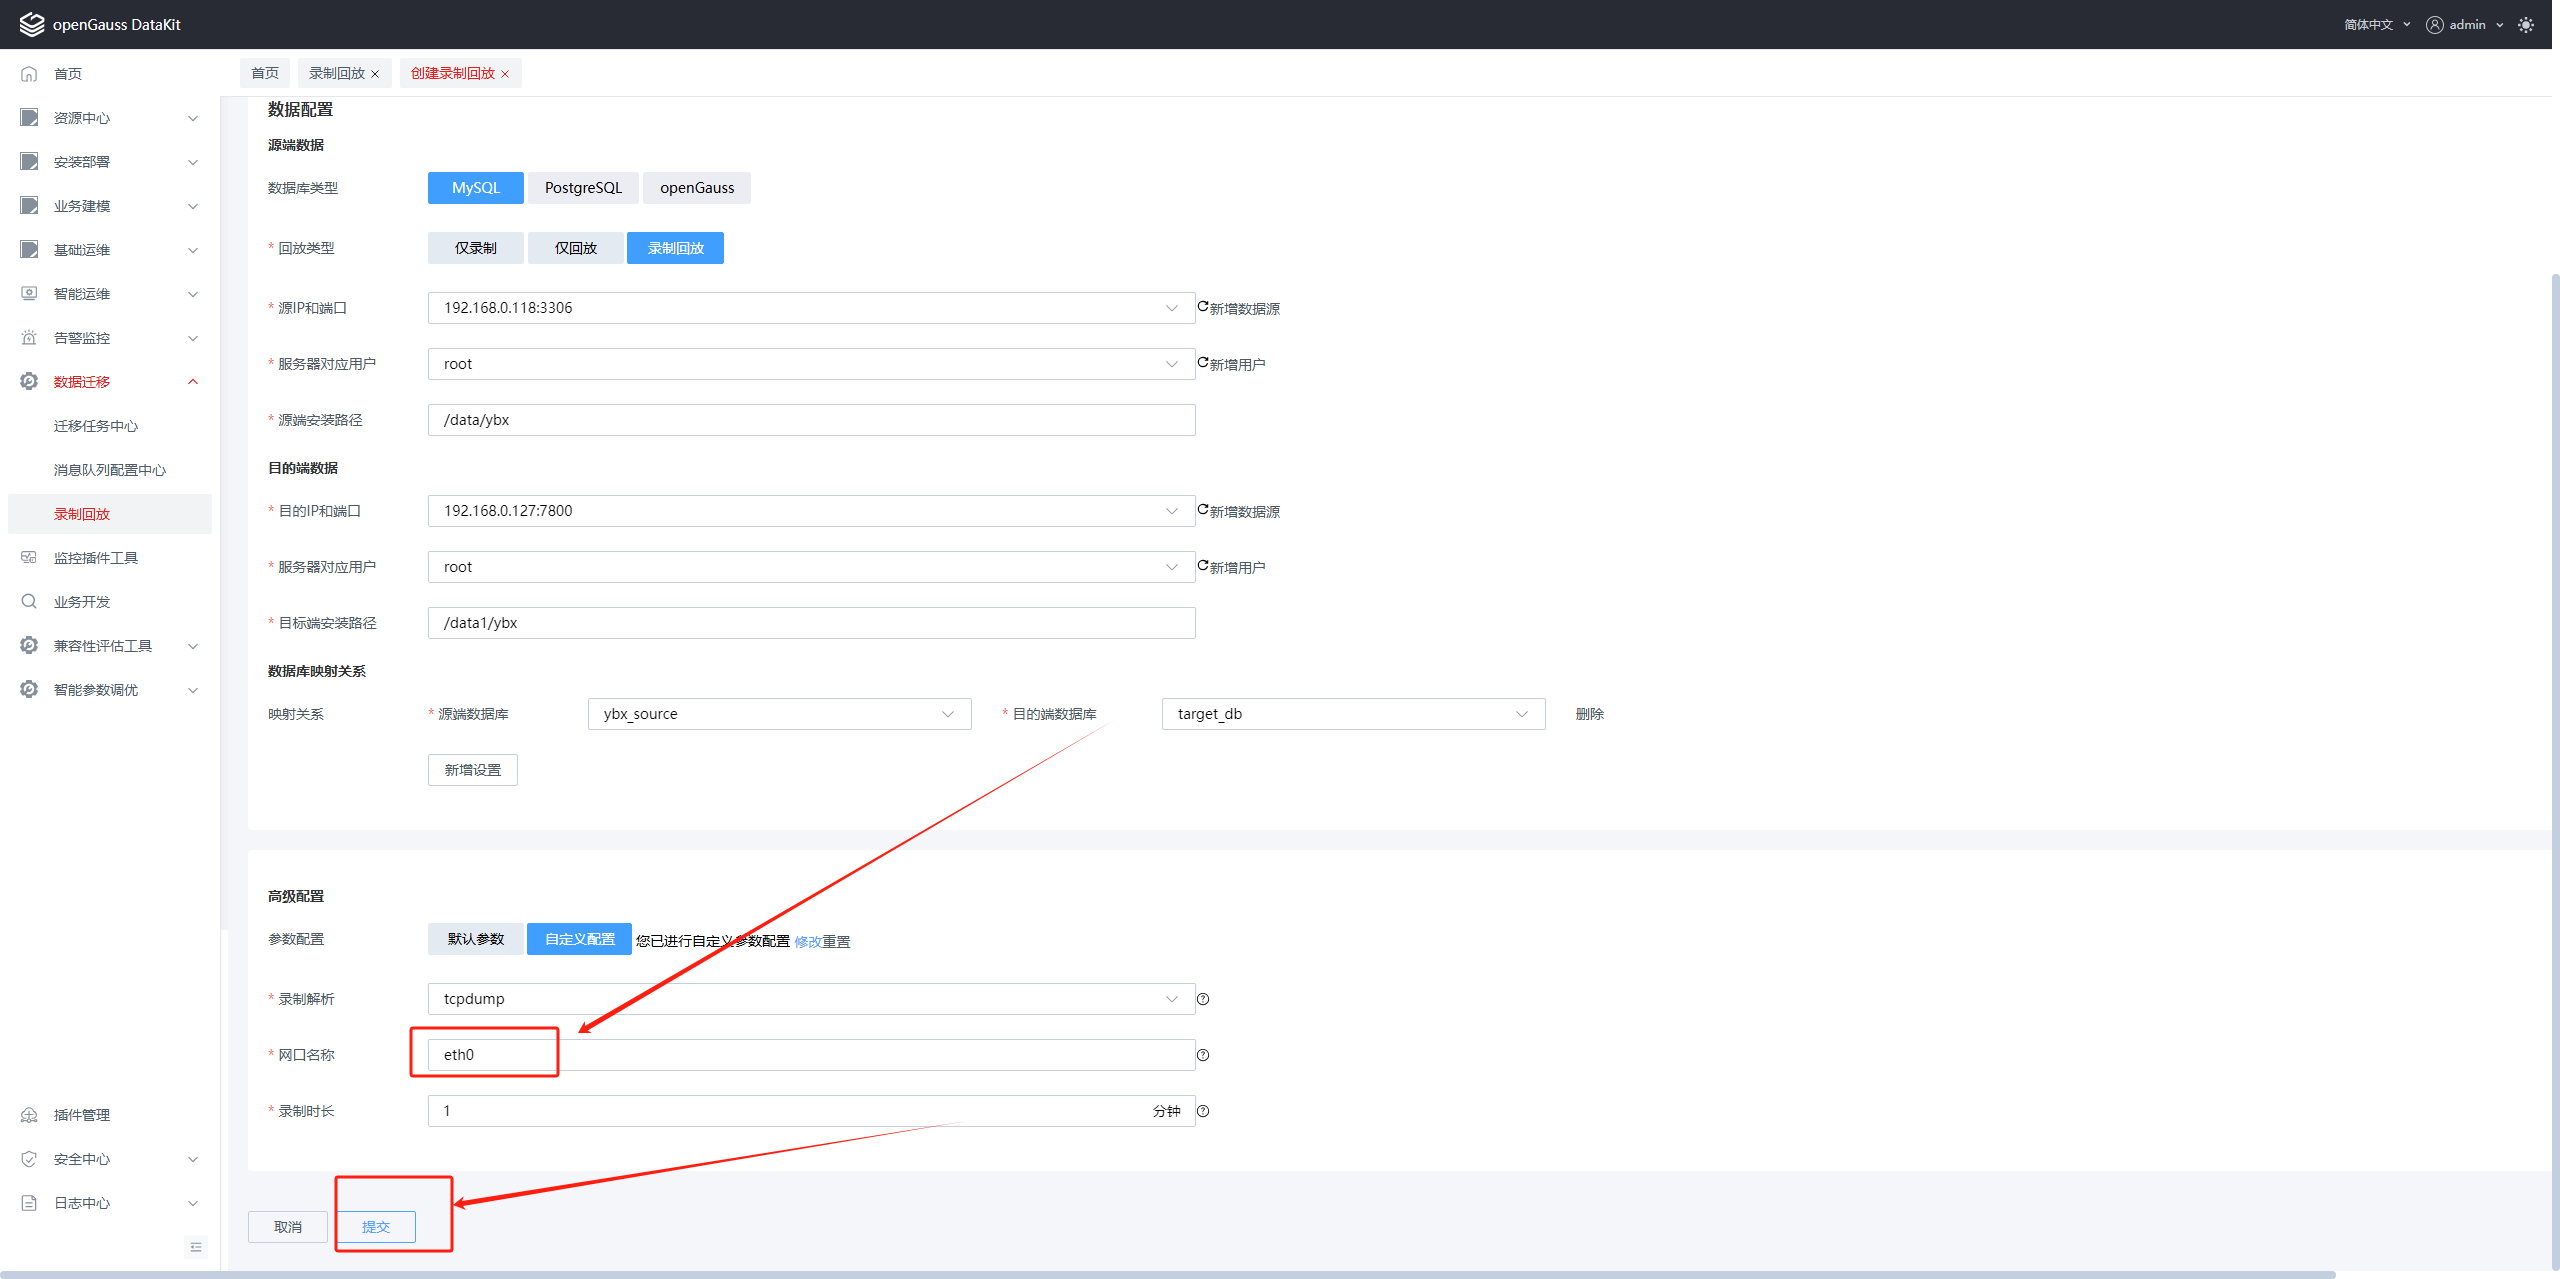 openGauss DataKit
简体中文
admin
首页
资源中心
安装部署
业务建模
基础运维
智能运维
告警监控
数据迁移
迁移任务中心
消息队列配置中心
录制回放
监控插件工具
业务开发
兼容性评估工具
智能参数调优
插件管理
安全中心
日志中心
首页 录制回放 × 创建录制回放 ×
数据配置
源端数据
数据库类型 MySQL PostgreSQL openGauss
* 回放类型 仅录制 仅回放 录制回放
* 源IP和端口 192.168.0.118:3306 新增数据源
* 服务器对应用户 root 新增用户
* 源端安装路径 /data/ybx
目的端数据
* 目的IP和端口 192.168.0.127:7800 新增数据源
* 服务器对应用户 root 新增用户
* 目标端安装路径 /data1/ybx
数据库映射关系
映射关系 * 源端数据库 ybx_source * 目的端数据库 target_db 删除
新增设置
高级配置
参数配置 默认参数 自定义配置 您已进行自定义参数配置 修改重置
* 录制解析 tcpdump
* 网口名称 eth0
* 录制时长 1 分钟
取消 提交